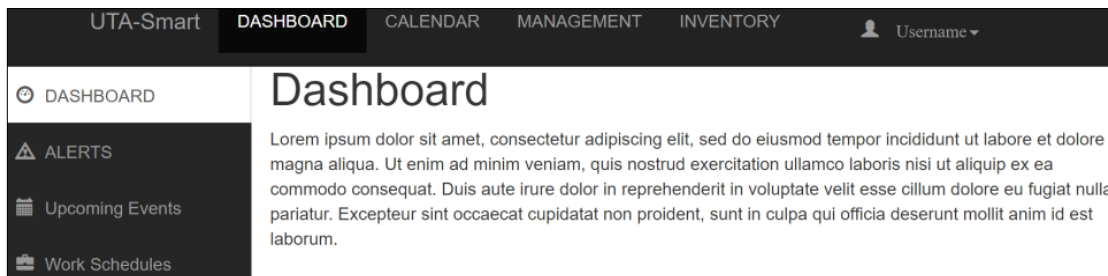 UTA-Smart DASHBOARD CALENDAR MANAGEMENT INVENTORY Username
DASHBOARD
ALERTS
Upcoming Events
Work Schedules
Dashboard
Lorem ipsum dolor sit amet, consectetur adipiscing elit, sed do eiusmod tempor incididunt ut labore et dolore
magna aliqua. Ut enim ad minim veniam, quis nostrud exercitation ullamco laboris nisi ut aliquip ex ea
commodo consequat. Duis aute irure dolor in reprehenderit in voluptate velit esse cillum dolore eu fugiat nulla
pariatur. Excepteur sint occaecat cupidatat non proident, sunt in culpa qui officia deserunt mollit anim id est
laborum.